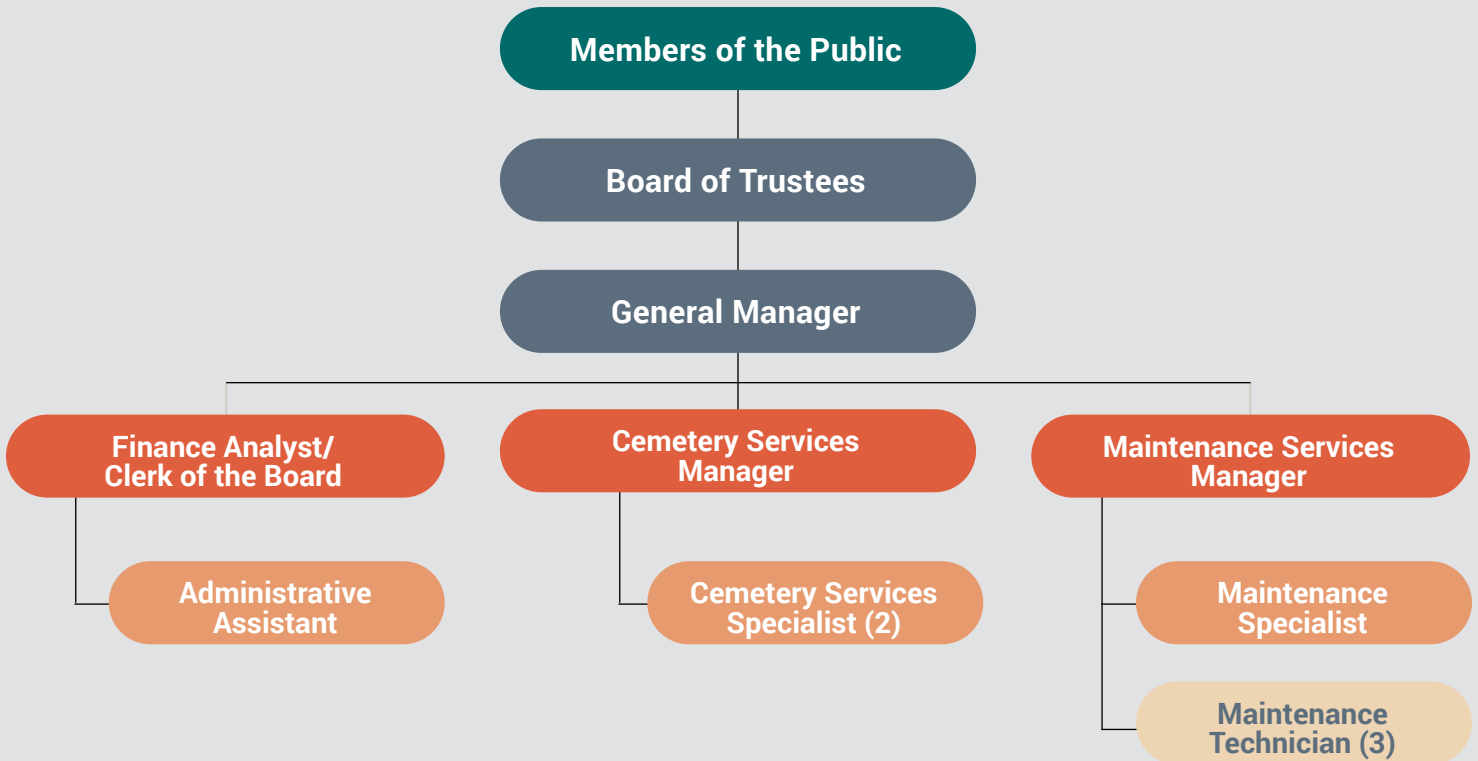 Members of the Public
Board of Trustees
General Manager
Finance Analyst/
Clerk of the Board
Cemetery Services
Manager
Maintenance Services
Manager
Administrative
Assistant
Cemetery Services
Specialist (2)
Maintenance
Specialist
Maintenance
Technician (3)